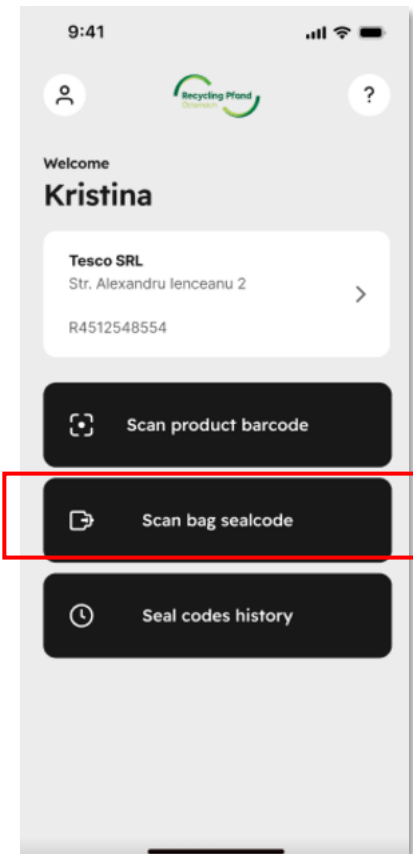 9:41
Recycling Pfand
Österreich
?
Welcome
Kristina
Tesco SRL
Str. Alexandru Ienceanu 2
R4512548554
Scan product barcode
Scan bag sealcode
Seal codes history